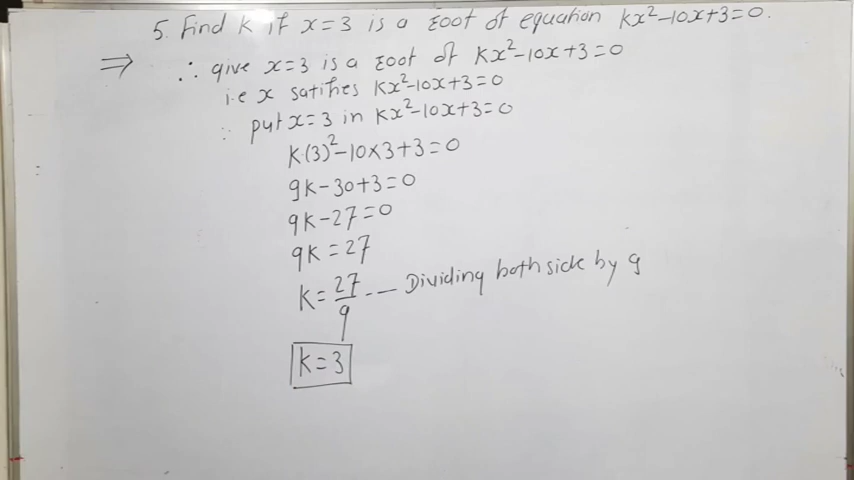 5. Find K if x=3 is a root of equation Kx²-10x+3=0.
⇒ ∴ give x=3 is a root of Kx²-10x+3=0
i.e x satifies Kx²-10x+3=0
∴ put x=3 in Kx²-10x+3=0
K·(3)²-10×3+3=0
9K-30+3=0
9K-27=0
9K=27
K=27/9 --- Dividing both side by 9
K=3